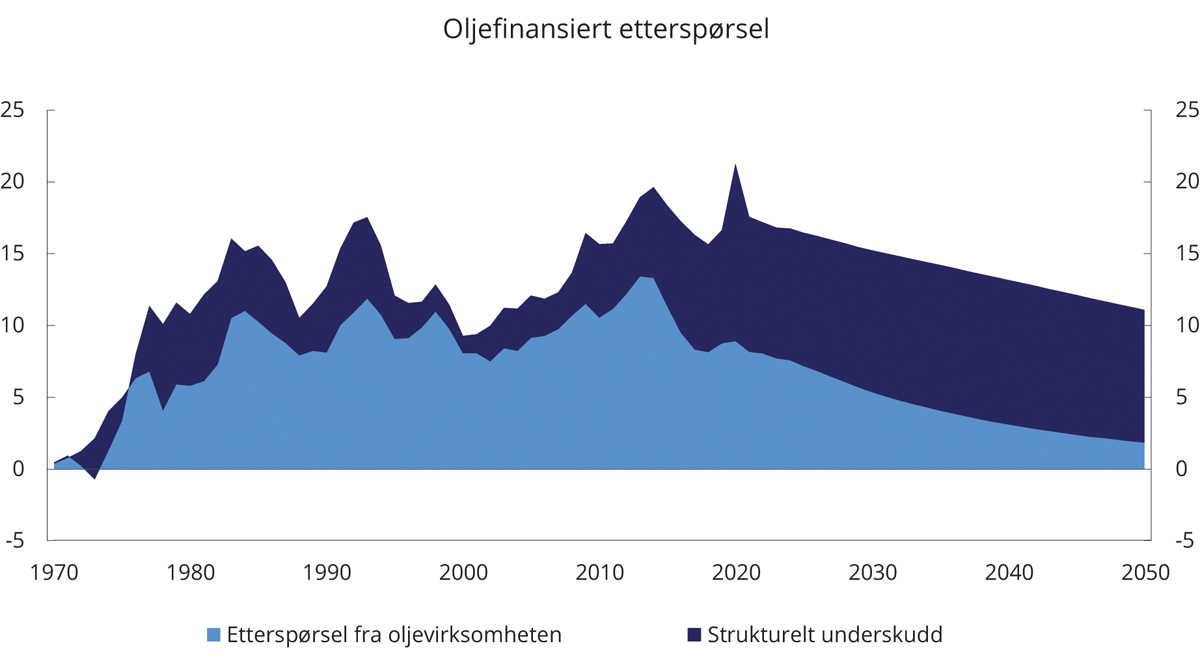 Oljefinansiert etterspørsel
25 25
20 20
15 15
10 10
5 5
0 0
-5 -5
1970 1980 1990 2000 2010 2020 2030 2040 2050
Etterspørsel fra oljevirksomheten Strukturelt underskudd